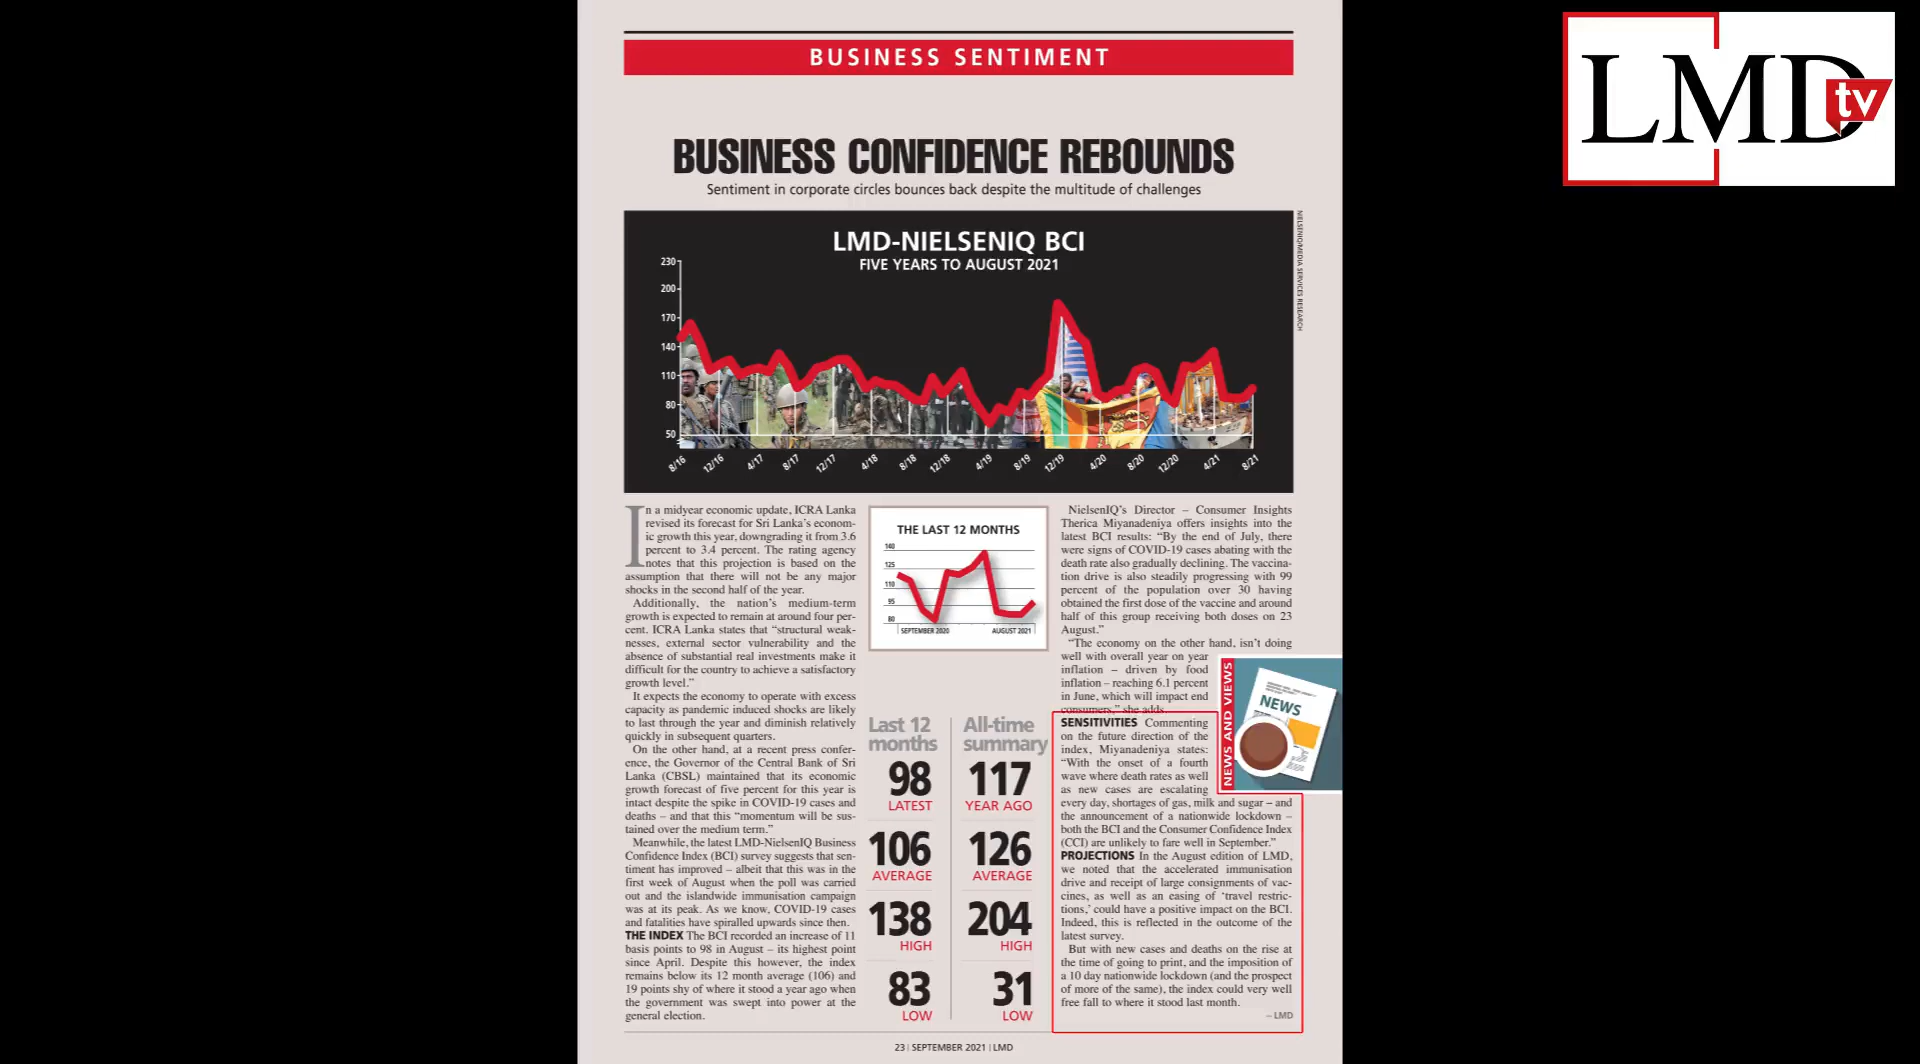 BUSINESS SENTIMENT
LMD
tv
BUSINESS CONFIDENCE REBOUNDS
Sentiment in corporate circles bounces back despite the multitude of challenges
LMD-NIELSENIQ BCI
FIVE YEARS TO AUGUST 2021
230
200
170
140
110
80
50
8/16 12/16 4/17 8/17 12/17 4/18 8/18 12/18 4/19 8/19 12/19 4/20 8/20 12/20 4/21 8/21
NIELSENIQ/MEDIA SERVICES RESEARCH
In a midyear economic update, ICRA Lanka
revised its forecast for Sri Lanka's econom-
ic growth this year, downgrading it from 3.6
percent to 3.4 percent. The rating agency
notes that this projection is based on the
assumption that there will not be any major
shocks in the second half of the year.
Additionally, the nation's medium-term
growth is expected to remain at around four per-
cent. ICRA Lanka states that “structural weak-
nesses, external sector vulnerability and the
absence of substantial real investments make it
difficult for the country to achieve a satisfactory
growth level.”
It expects the economy to operate with excess
capacity as pandemic induced shocks are likely
to last through the year and diminish relatively
quickly in subsequent quarters.
On the other hand, at a recent press confer-
ence, the Governor of the Central Bank of Sri
Lanka (CBSL) maintained that its economic
growth forecast of five percent for this year is
intact despite the spike in COVID-19 cases and
deaths – and that this “momentum will be sus-
tained over the medium term.”
Meanwhile, the latest LMD-NielsenIQ Business
Confidence Index (BCI) survey suggests that sen-
timent has improved – albeit that this was in the
first week of August when the poll was carried
out and the islandwide immunisation campaign
was at its peak. As we know, COVID-19 cases
and fatalities have spiralled upwards since then.
THE INDEX The BCI recorded an increase of 11
basis points to 98 in August – its highest point
since April. Despite this however, the index
remains below its 12 month average (106) and
19 points shy of where it stood a year ago when
the government was swept into power at the
general election.
THE LAST 12 MONTHS
140
125
110
95
80
SEPTEMBER 2020 AUGUST 2021
Last 12
months
98
LATEST
106
AVERAGE
138
HIGH
83
LOW
All-time
summary
117
YEAR AGO
126
AVERAGE
204
HIGH
31
LOW
NielsenIQ's Director – Consumer Insights
Therica Miyanadeniya offers insights into the
latest BCI results: “By the end of July, there
were signs of COVID-19 cases abating with the
death rate also gradually declining. The vaccina-
tion drive is also steadily progressing with 99
percent of the population over 30 having
obtained the first dose of the vaccine and around
half of this group receiving both doses on 23
August.”
“The economy on the other hand, isn't doing
well with overall year on year
inflation – driven by food
inflation – reaching 6.1 percent
in June, which will impact end
consumers,” she adds.
SENSITIVITIES Commenting
on the future direction of the
index, Miyanadeniya states:
“With the onset of a fourth
wave where death rates as well
as new cases are escalating
every day, shortages of gas, milk and sugar – and
the announcement of a nationwide lockdown –
both the BCI and the Consumer Confidence Index
(CCI) are unlikely to fare well in September.”
PROJECTIONS In the August edition of LMD,
we noted that the accelerated immunisation
drive and receipt of large consignments of vac-
cines, as well as an easing of ‘travel restric-
tions,’ could have a positive impact on the BCI.
Indeed, this is reflected in the outcome of the
latest survey.
But with new cases and deaths on the rise at
the time of going to print, and the imposition of
a 10 day nationwide lockdown (and the prospect
of more of the same), the index could very well
free fall to where it stood last month.
– LMD
NEWS AND VIEWS
NEWS
23 | SEPTEMBER 2021 | LMD